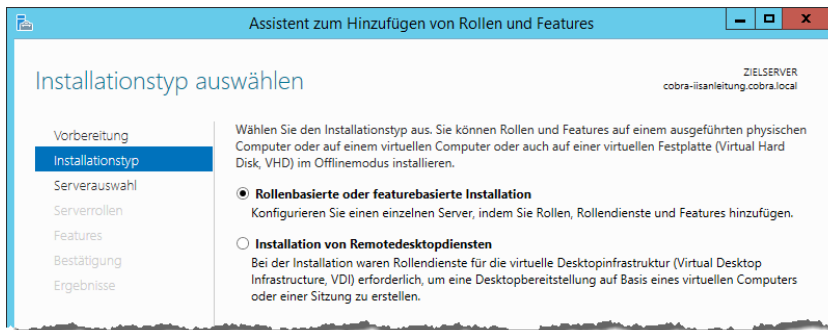 Assistent zum Hinzufügen von Rollen und Features
Installationstyp auswählen
ZIELSERVER
cobra-iisanleitung.cobra.local
Vorbereitung
Installationstyp
Serverauswahl
Serverrollen
Features
Bestätigung
Ergebnisse
Wählen Sie den Installationstyp aus. Sie können Rollen und Features auf einem ausgeführten physischen
Computer oder auf einem virtuellen Computer oder auch auf einer virtuellen Festplatte (Virtual Hard
Disk, VHD) im Offlinemodus installieren.
Rollenbasierte oder featurebasierte Installation
Konfigurieren Sie einen einzelnen Server, indem Sie Rollen, Rollendienste und Features hinzufügen.
Installation von Remotedesktopdiensten
Bei der Installation waren Rollendienste für die virtuelle Desktopinfrastruktur (Virtual Desktop
Infrastructure, VDI) erforderlich, um eine Desktopbereitstellung auf Basis eines virtuellen Computers
oder einer Sitzung zu erstellen.